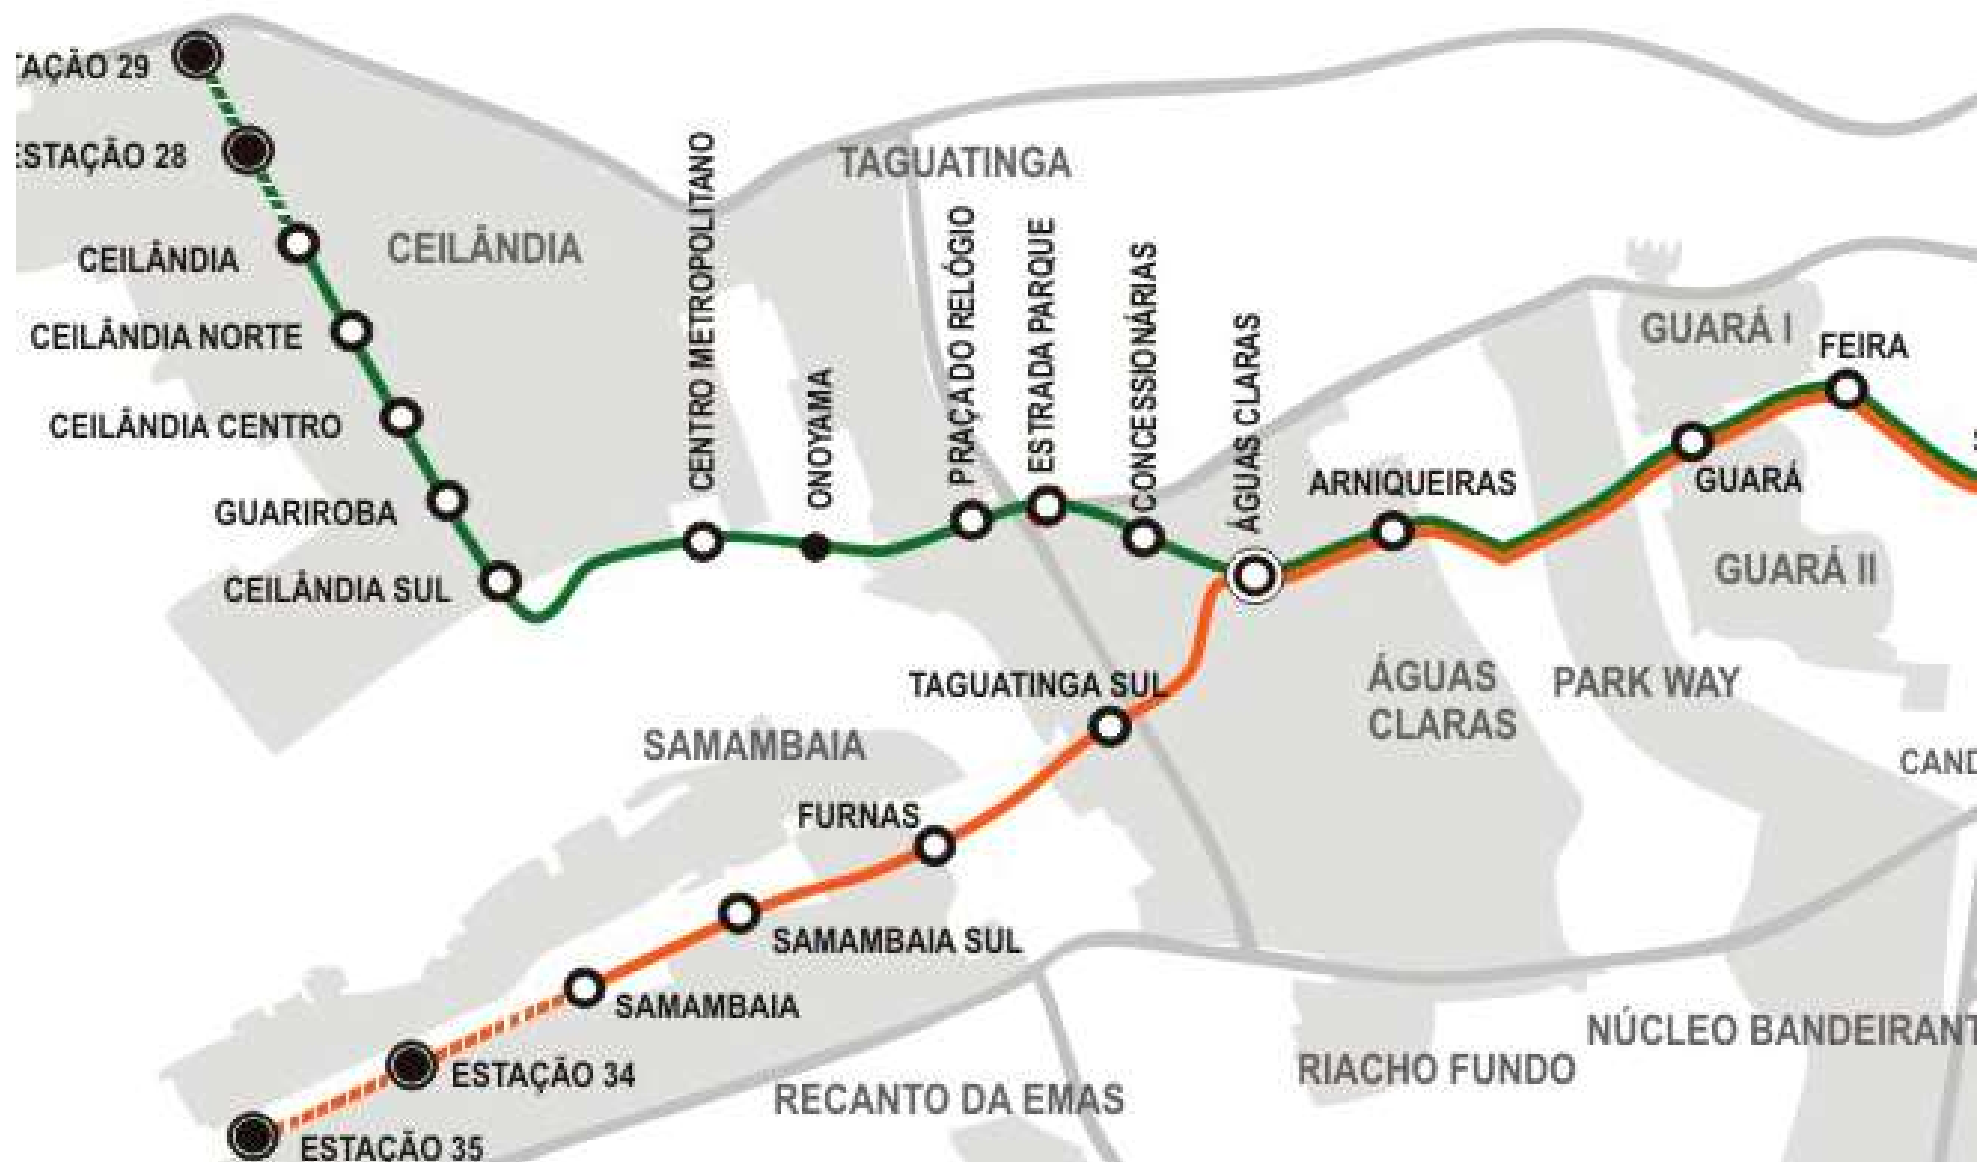 TAÇÃO 29
ESTAÇÃO 28
CEILÂNDIA
CEILÂNDIA
CEILÂNDIA NORTE
CEILÂNDIA CENTRO
GUARIROBA
CEILÂNDIA SUL
CENTRO METROPOLITANO
ONOYAMA
TAGUATINGA
PRAÇA DO RELÓGIO
ESTRADA PARQUE
CONCESSIONÁRIAS
ÁGUAS CLARAS
ARNIQUEIRAS
GUARÁ I
FEIRA
GUARÁ
GUARÁ II
ÁGUAS
CLARAS
PARK WAY
CAND
TAGUATINGA SUL
SAMAMBAIA
FURNAS
SAMAMBAIA SUL
SAMAMBAIA
ESTAÇÃO 34
ESTAÇÃO 35
RECANTO DA EMAS
RIACHO FUNDO
NÚCLEO BANDEIRANT